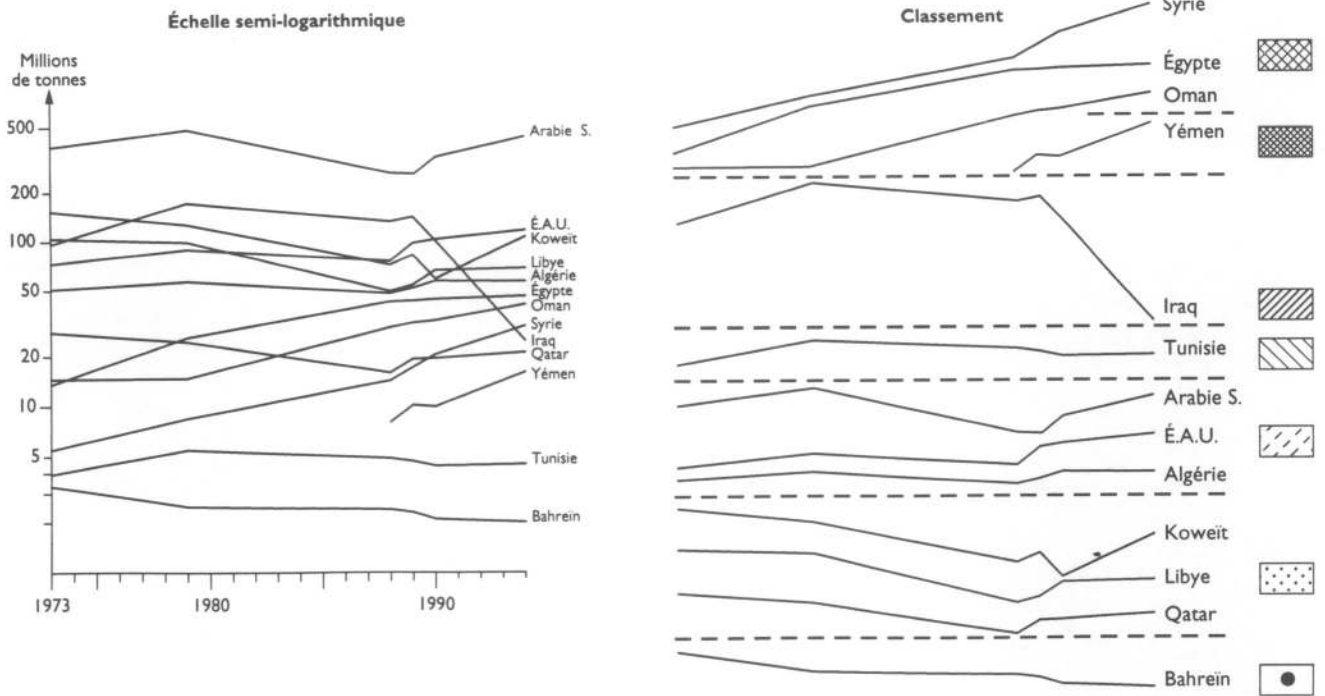 Échelle semi-logarithmique
Millions
de tonnes
500
200
100
50
20
10
5
1973
1980
1990
Arabie S.
É.A.U.
Koweït
Libye
Algérie
Égypte
Oman
Syrie
Iraq
Qatar
Yémen
Tunisie
Bahreïn
Classement
Syrie
Égypte
Oman
Yémen
Iraq
Tunisie
Arabie S.
É.A.U.
Algérie
Koweït
Libye
Qatar
Bahreïn